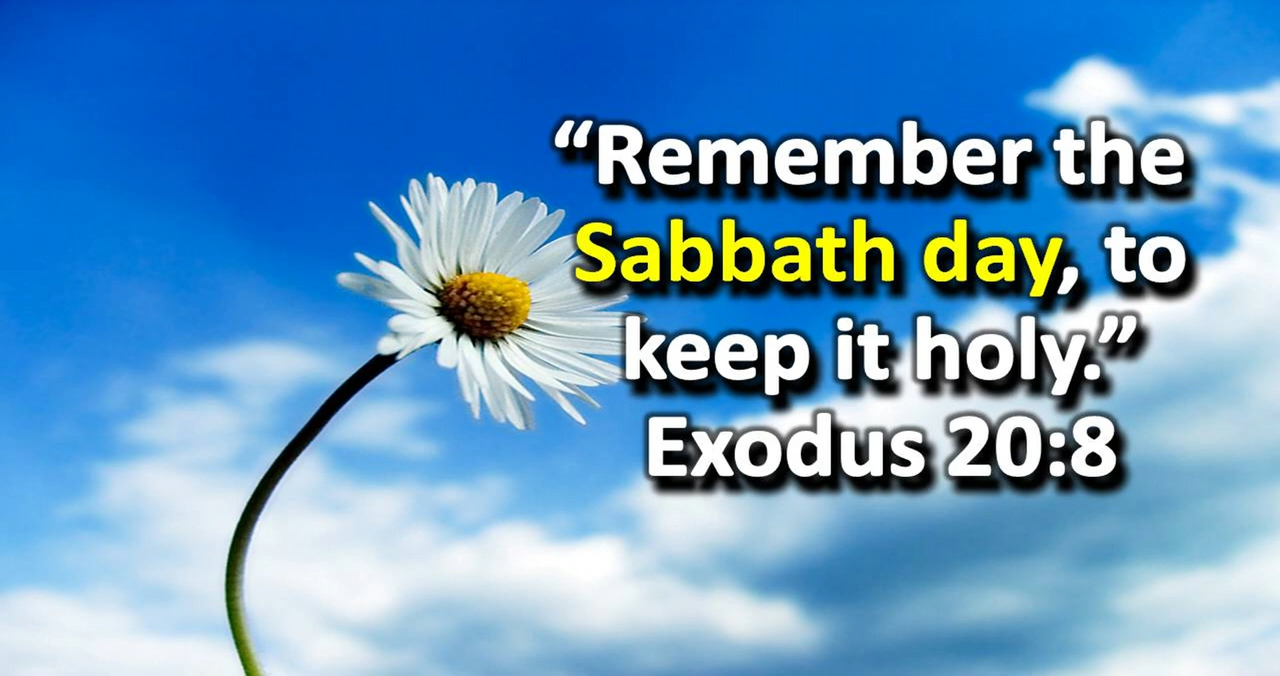 “Remember the
Sabbath day, to
keep it holy.”
Exodus 20:8